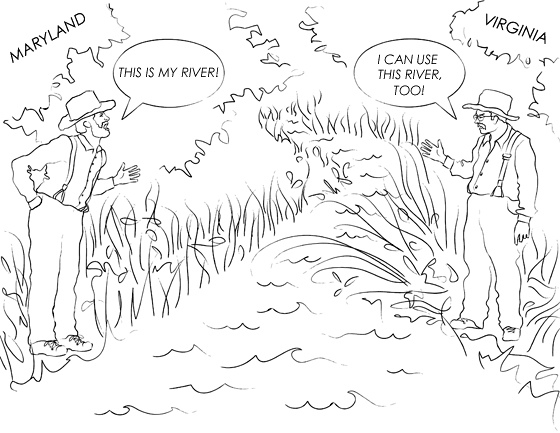 MARYLAND
VIRGINIA
THIS IS MY RIVER!
I CAN USE
THIS RIVER,
TOO!